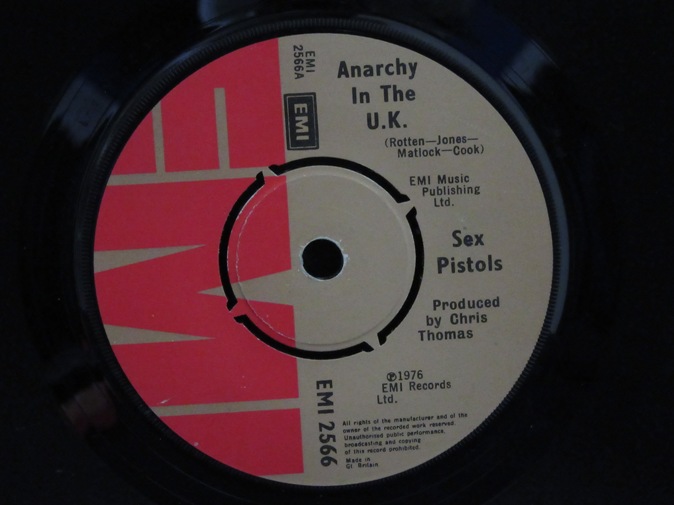 EMI
2566A
EMI
Anarchy
In The
U.K.
(Rotten—Jones—
Matlock—Cook)
EMI Music
Publishing
Ltd.
Sex
Pistols
Produced
by Chris
Thomas
℗1976
EMI Records
Ltd.
EMI 2566
All rights of the manufacturer and of the
owner of the recorded work reserved.
Unauthorised public performance,
broadcasting and copying
of this record prohibited.
Made in
Gt Britain
EMI